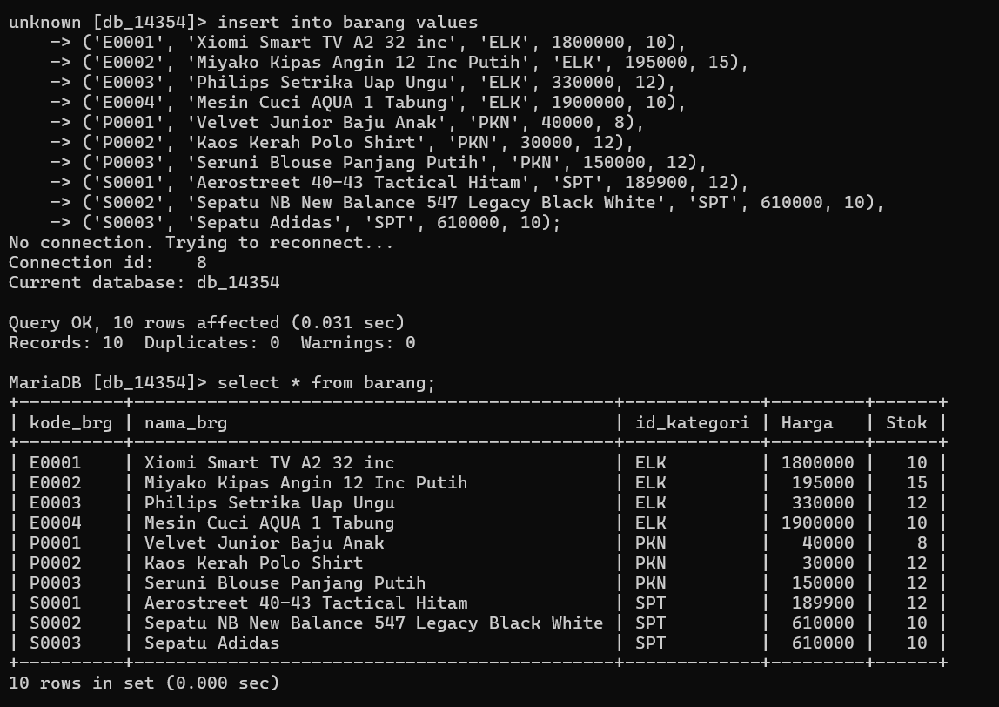 unknown [db_14354]> insert into barang values
    -> ('E0001', 'Xiomi Smart TV A2 32 inc', 'ELK', 1800000, 10),
    -> ('E0002', 'Miyako Kipas Angin 12 Inc Putih', 'ELK', 195000, 15),
    -> ('E0003', 'Philips Setrika Uap Ungu', 'ELK', 330000, 12),
    -> ('E0004', 'Mesin Cuci AQUA 1 Tabung', 'ELK', 1900000, 10),
    -> ('P0001', 'Velvet Junior Baju Anak', 'PKN', 40000, 8),
    -> ('P0002', 'Kaos Kerah Polo Shirt', 'PKN', 30000, 12),
    -> ('P0003', 'Seruni Blouse Panjang Putih', 'PKN', 150000, 12),
    -> ('S0001', 'Aerostreet 40-43 Tactical Hitam', 'SPT', 189900, 12),
    -> ('S0002', 'Sepatu NB New Balance 547 Legacy Black White', 'SPT', 610000, 10),
    -> ('S0003', 'Sepatu Adidas', 'SPT', 610000, 10);
No connection. Trying to reconnect...
Connection id:    8
Current database: db_14354

Query OK, 10 rows affected (0.031 sec)
Records: 10  Duplicates: 0  Warnings: 0

MariaDB [db_14354]> select * from barang;
+----------+----------------------------------------------+-------------+---------+------+
| kode_brg | nama_brg                                     | id_kategori | Harga   | Stok |
+----------+----------------------------------------------+-------------+---------+------+
| E0001    | Xiomi Smart TV A2 32 inc                     | ELK         | 1800000 |   10 |
| E0002    | Miyako Kipas Angin 12 Inc Putih              | ELK         |  195000 |   15 |
| E0003    | Philips Setrika Uap Ungu                     | ELK         |  330000 |   12 |
| E0004    | Mesin Cuci AQUA 1 Tabung                     | ELK         | 1900000 |   10 |
| P0001    | Velvet Junior Baju Anak                      | PKN         |   40000 |    8 |
| P0002    | Kaos Kerah Polo Shirt                        | PKN         |   30000 |   12 |
| P0003    | Seruni Blouse Panjang Putih                  | PKN         |  150000 |   12 |
| S0001    | Aerostreet 40-43 Tactical Hitam              | SPT         |  189900 |   12 |
| S0002    | Sepatu NB New Balance 547 Legacy Black White | SPT         |  610000 |   10 |
| S0003    | Sepatu Adidas                                | SPT         |  610000 |   10 |
+----------+----------------------------------------------+-------------+---------+------+
10 rows in set (0.000 sec)